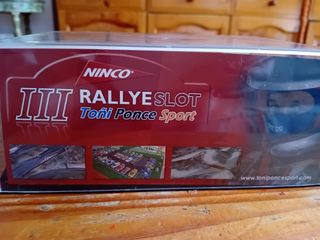 NINCO
III RALLYESLOT
Toñi Ponce Sport
www.toniponcesport.com